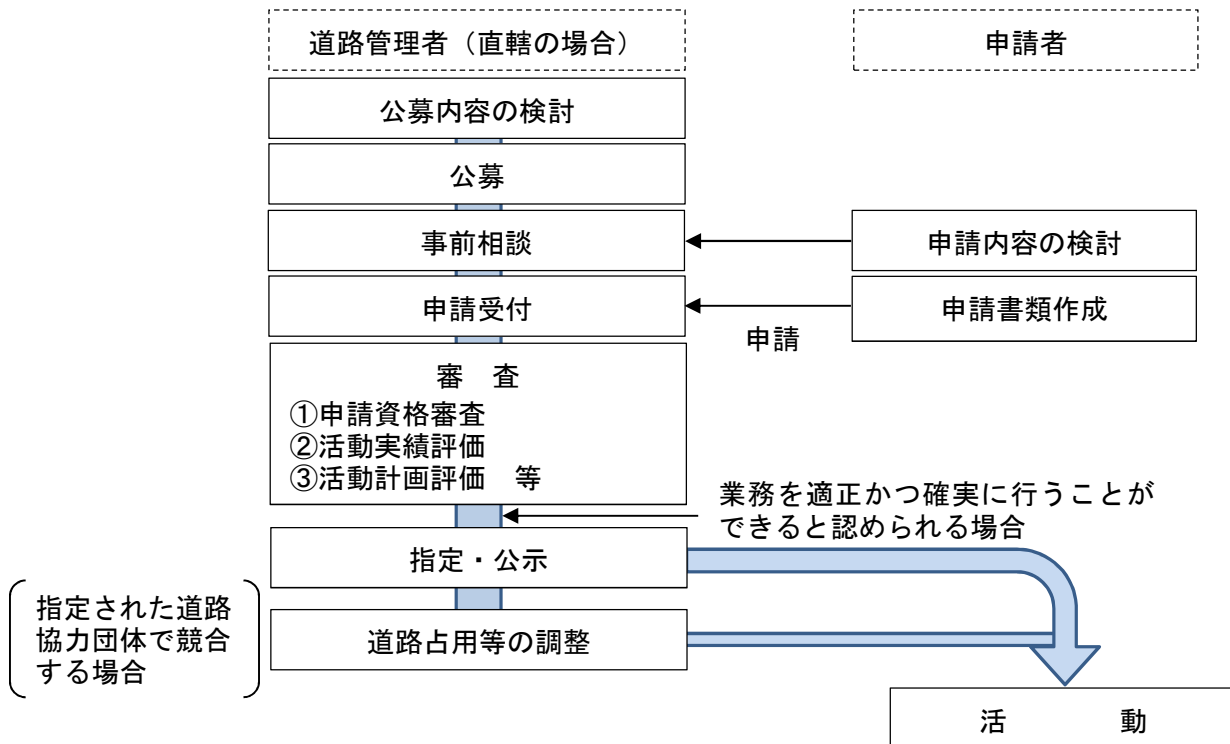 道路管理者（直轄の場合）
申請者
公募内容の検討
公募
事前相談
申請内容の検討
申請受付
申請書類作成
申請
審　査
①申請資格審査
②活動実績評価
③活動計画評価　等
業務を適正かつ確実に行うことが
できると認められる場合
指定・公示
指定された道路
協力団体で競合
する場合
道路占用等の調整
活　　　動